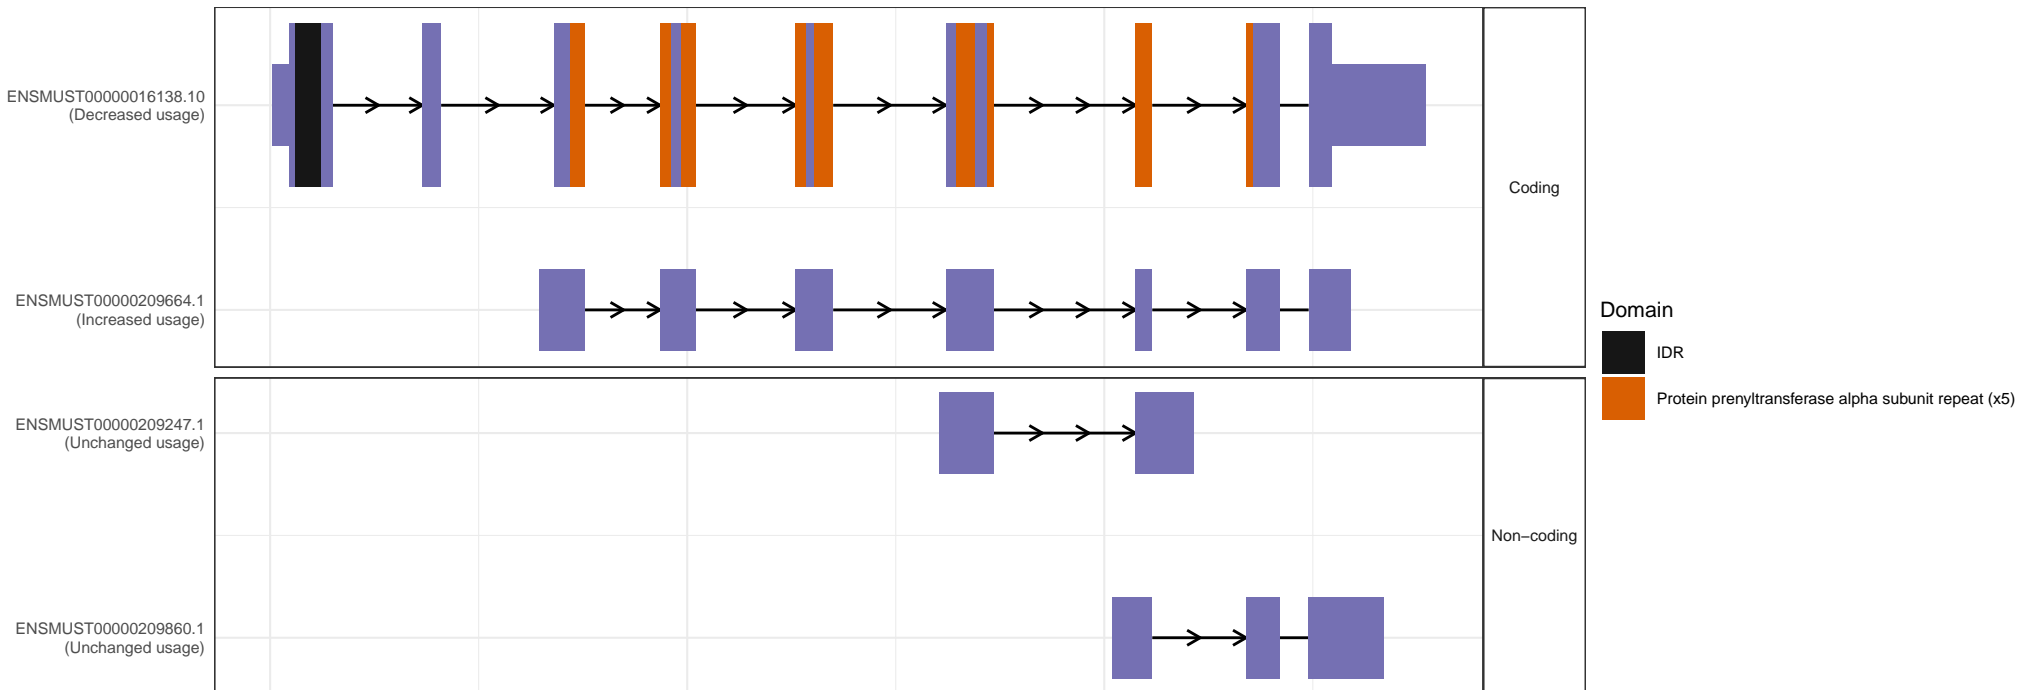 ENSMUST00000016138.10
(Decreased usage)
Coding
ENSMUST00000209664.1
(Increased usage)
Domain
IDR
Protein prenyltransferase alpha subunit repeat (x5)
ENSMUST00000209247.1
(Unchanged usage)
Non−coding
ENSMUST00000209860.1
(Unchanged usage)